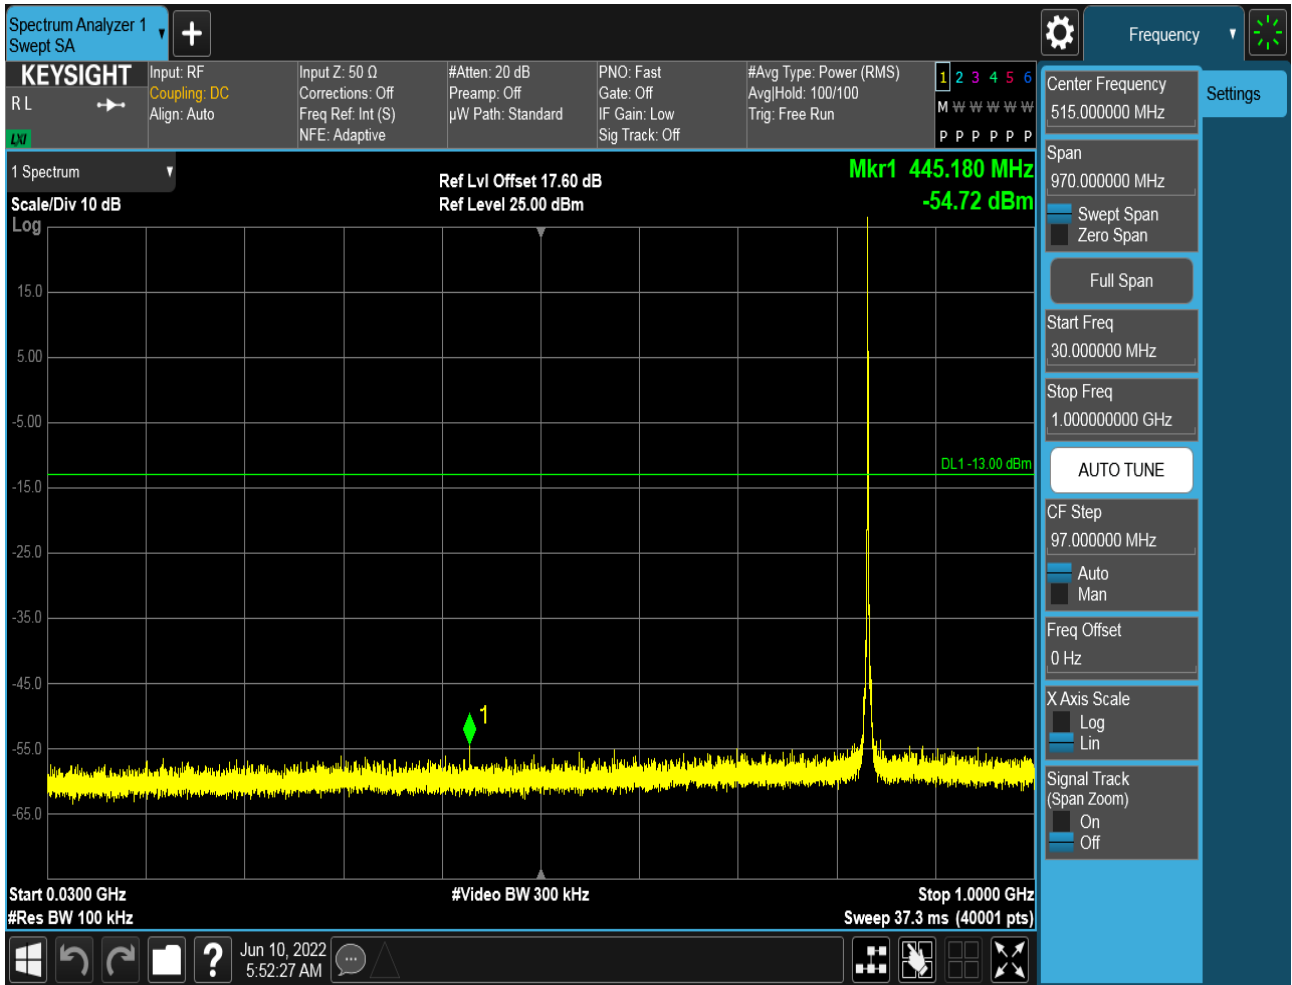 Spectrum Analyzer 1
Swept SA
Frequency
KEYSIGHT
R L
LXI
Input: RF
Coupling: DC
Align: Auto
Input Z: 50 Ω
Corrections: Off
Freq Ref: Int (S)
NFE: Adaptive
#Atten: 20 dB
Preamp: Off
µW Path: Standard
PNO: Fast
Gate: Off
IF Gain: Low
Sig Track: Off
#Avg Type: Power (RMS)
Avg|Hold: 100/100
Trig: Free Run
1 2 3 4 5 6
M W W W W W
P P P P P P
1 Spectrum
Scale/Div 10 dB
Log
Ref Lvl Offset 17.60 dB
Ref Level 25.00 dBm
Mkr1 445.180 MHz
-54.72 dBm
15.0
5.00
-5.00
-15.0
-25.0
-35.0
-45.0
-55.0
-65.0
DL1 -13.00 dBm
1
Start 0.0300 GHz
#Res BW 100 kHz
#Video BW 300 kHz
Stop 1.0000 GHz
Sweep 37.3 ms (40001 pts)
Jun 10, 2022
5:52:27 AM
Center Frequency
515.000000 MHz
Span
970.000000 MHz
Swept Span
Zero Span
Full Span
Start Freq
30.000000 MHz
Stop Freq
1.000000000 GHz
AUTO TUNE
CF Step
97.000000 MHz
Auto
Man
Freq Offset
0 Hz
X Axis Scale
Log
Lin
Signal Track
(Span Zoom)
On
Off
Settings